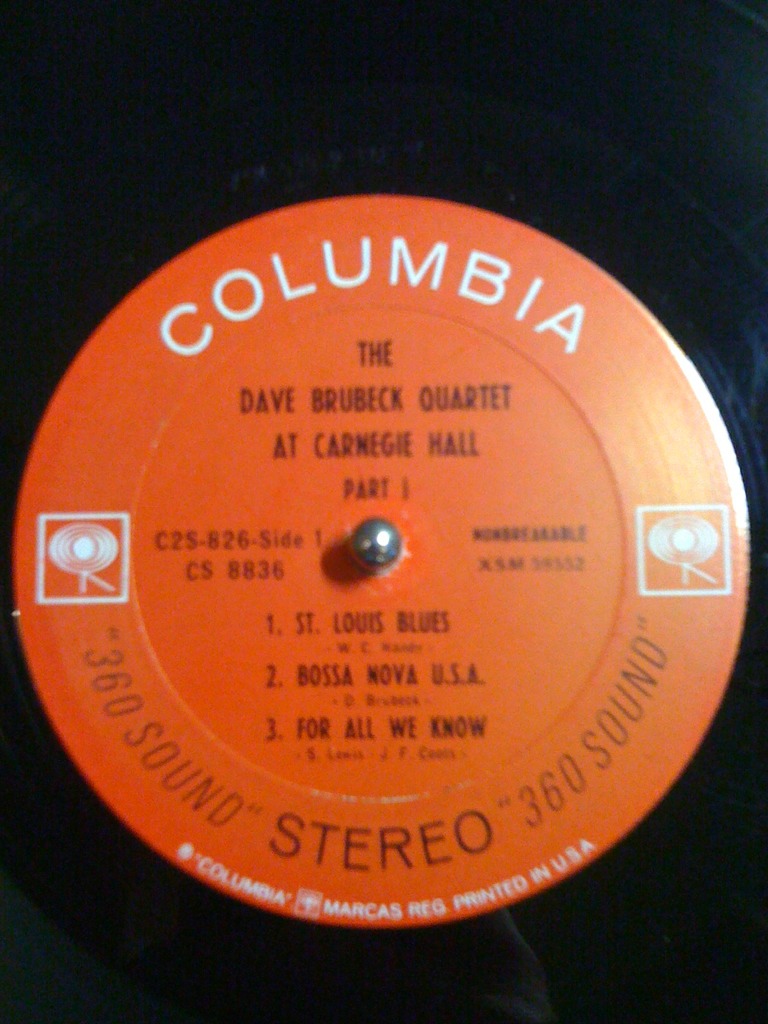 COLUMBIA
THE
DAVE BRUBECK QUARTET
AT CARNEGIE HALL
PART I
C2S-826-Side 1
CS 8836
NONBREAKABLE
XSM 59552
1. ST. LOUIS BLUES
- W. C. Handy -
2. BOSSA NOVA U.S.A.
- D. Brubeck -
3. FOR ALL WE KNOW
- S. Lewis - J. F. Coots -
"360 SOUND" STEREO "360 SOUND"
® "COLUMBIA" MARCAS REG. PRINTED IN U.S.A